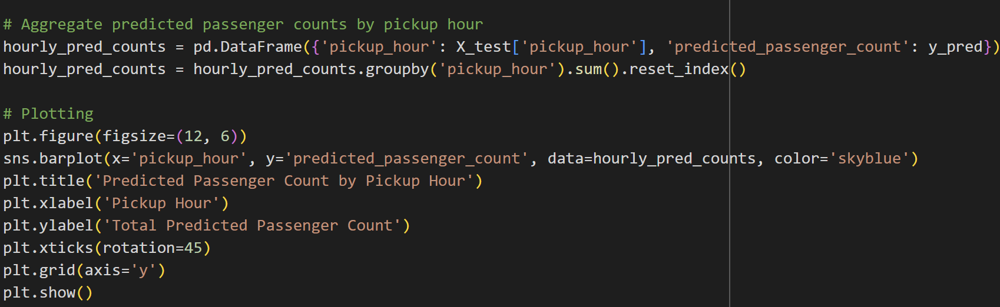 # Aggregate predicted passenger counts by pickup hour
hourly_pred_counts = pd.DataFrame({'pickup_hour': X_test['pickup_hour'], 'predicted_passenger_count': y_pred})
hourly_pred_counts = hourly_pred_counts.groupby('pickup_hour').sum().reset_index()
# Plotting
plt.figure(figsize=(12, 6))
sns.barplot(x='pickup_hour', y='predicted_passenger_count', data=hourly_pred_counts, color='skyblue')
plt.title('Predicted Passenger Count by Pickup Hour')
plt.xlabel('Pickup Hour')
plt.ylabel('Total Predicted Passenger Count')
plt.xticks(rotation=45)
plt.grid(axis='y')
plt.show()